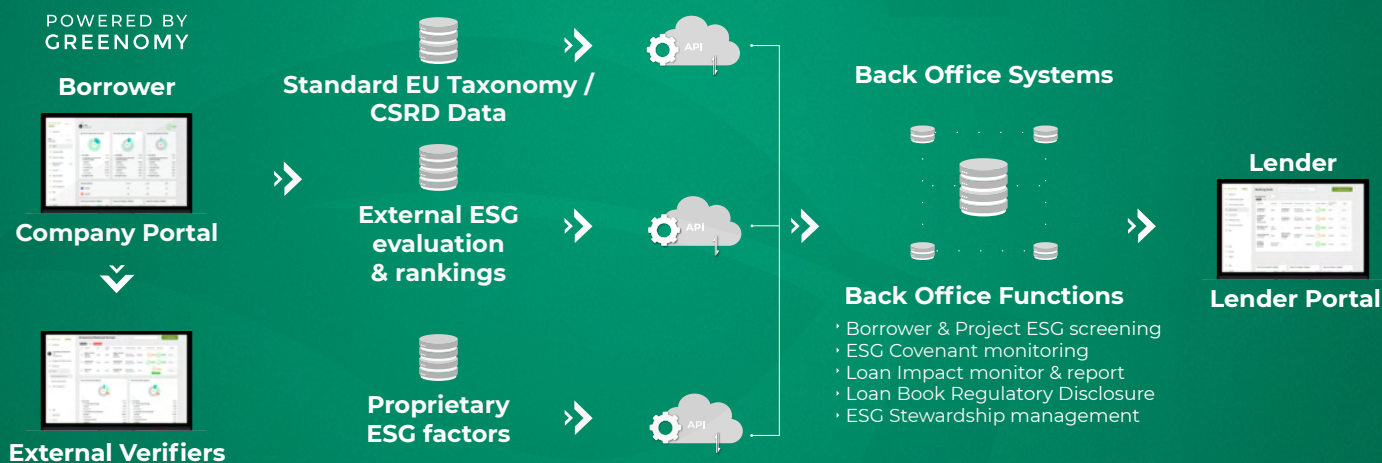 POWERED BY
GREENOMY
Borrower
Company Portal
External Verifiers
Standard EU Taxonomy /
CSRD Data
External ESG
evaluation
& rankings
Proprietary
ESG factors
API
API
API
Back Office Systems
Back Office Functions
Borrower & Project ESG screening
ESG Covenant monitoring
Loan Impact monitor & report
Loan Book Regulatory Disclosure
ESG Stewardship management
Lender
Lender Portal